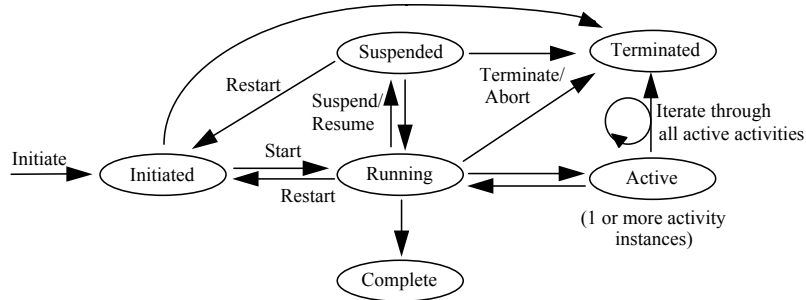 Suspended
Terminated
Restart
Terminate/
Abort
Suspend/
Resume
Iterate through
all active activities
Initiate
Start
Initiated
Running
Active
Restart
(1 or more activity
instances)
Complete